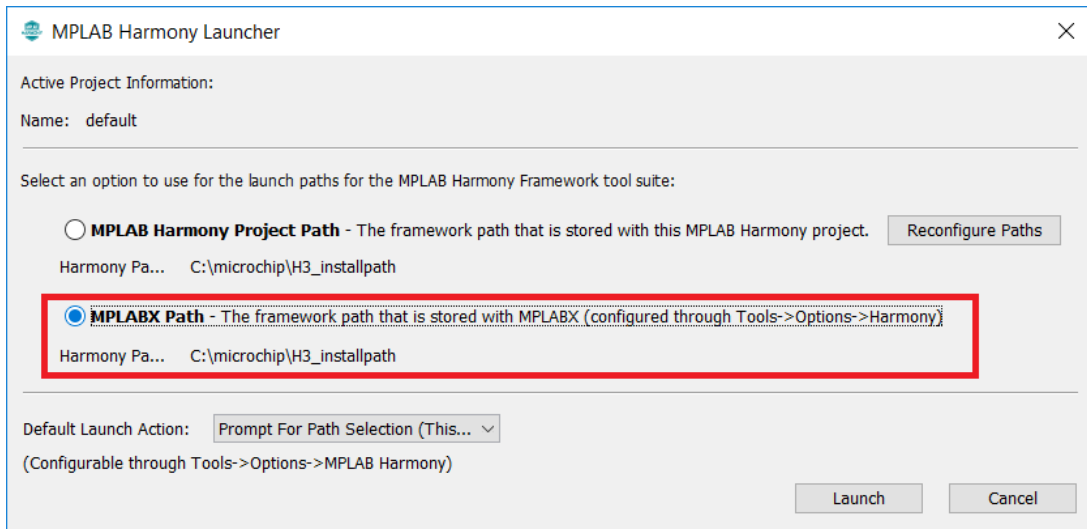 MPLAB Harmony Launcher
Active Project Information:
Name: default
Select an option to use for the launch paths for the MPLAB Harmony Framework tool suite:
MPLAB Harmony Project Path - The framework path that is stored with this MPLAB Harmony project. Reconfigure Paths
Harmony Pa... C:\microchip\H3_installpath
MPLABX Path - The framework path that is stored with MPLABX (configured through Tools->Options->Harmony)
Harmony Pa... C:\microchip\H3_installpath
Default Launch Action: Prompt For Path Selection (This...
(Configurable through Tools->Options->MPLAB Harmony)
Launch Cancel